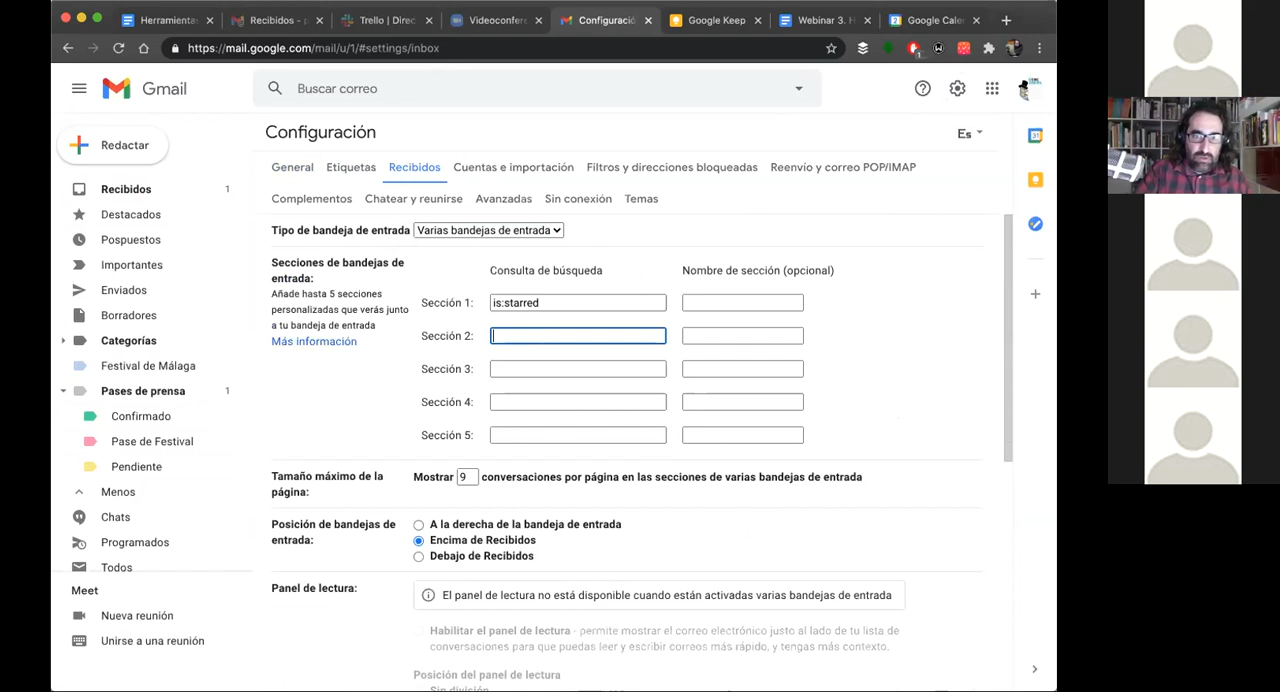 Herramientas
Recibidos - p
Trello | Direc
Videoconfe
Configuració
Google Keep
Webinar 3. H
Google Cale
https://mail.google.com/mail/u/1/#settings/inbox
Gmail
Buscar correo
Redactar
Recibidos 1
Destacados
Pospuestos
Importantes
Enviados
Borradores
Categorías
Festival de Málaga
Pases de prensa 1
Confirmado
Pase de Festival
Pendiente
Menos
Chats
Programados
Todos
Meet
Nueva reunión
Unirse a una reunión
Configuración
Es
General Etiquetas Recibidos Cuentas e importación Filtros y direcciones bloqueadas Reenvío y correo POP/IMAP
Complementos Chatear y reunirse Avanzadas Sin conexión Temas
Tipo de bandeja de entrada Varias bandejas de entrada
Secciones de bandejas de
entrada:
Añade hasta 5 secciones
personalizadas que verás junto
a tu bandeja de entrada
Más información
Consulta de búsqueda Nombre de sección (opcional)
Sección 1: is:starred
Sección 2:
Sección 3:
Sección 4:
Sección 5:
Tamaño máximo de la
página:
Mostrar 9 conversaciones por página en las secciones de varias bandejas de entrada
Posición de bandejas de
entrada:
A la derecha de la bandeja de entrada
Encima de Recibidos
Debajo de Recibidos
Panel de lectura:
El panel de lectura no está disponible cuando están activadas varias bandejas de entrada
Habilitar el panel de lectura - permite mostrar el correo electrónico justo al lado de tu lista de
conversaciones para que puedas leer y escribir correos más rápido, y tengas más contexto.
Posición del panel de lectura
Sin división